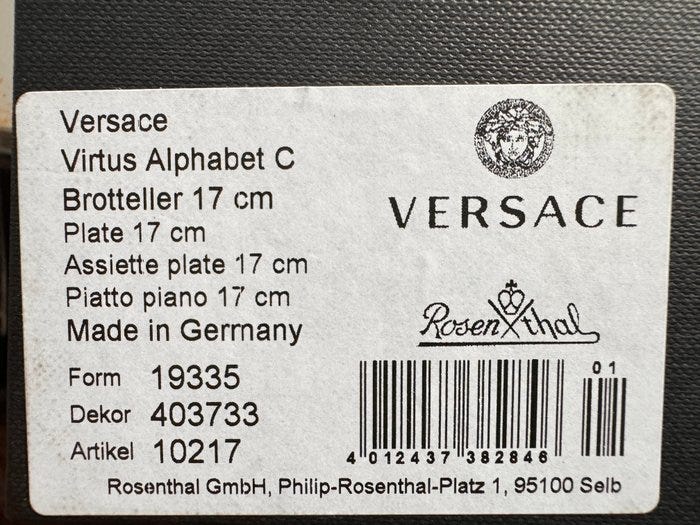 Versace
Virtus Alphabet C
Brotteller 17 cm
Plate 17 cm
Assiette plate 17 cm
Piatto piano 17 cm
Made in Germany
Form 19335
Dekor 403733
Artikel 10217
VERSACE
Rosenthal
01
4 012437 382846
Rosenthal GmbH, Philip-Rosenthal-Platz 1, 95100 Selb